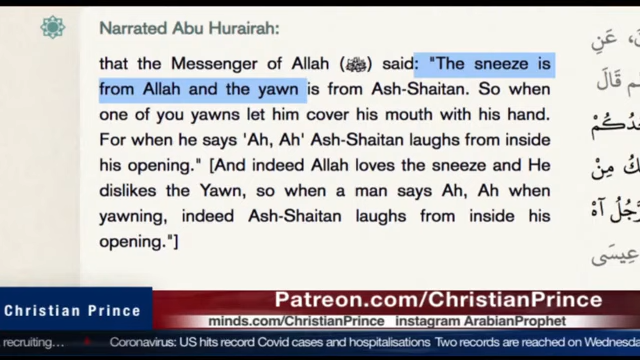 Narrated Abu Hurairah:
that the Messenger of Allah (ﷺ) said: "The sneeze is
from Allah and the yawn is from Ash-Shaitan. So when
one of you yawns let him cover his mouth with his hand.
For when he says 'Ah, Ah' Ash-Shaitan laughs from inside
his opening." [And indeed Allah loves the sneeze and He
dislikes the Yawn, so when a man says Ah, Ah when
yawning, indeed Ash-Shaitan laughs from inside his
opening."]
عَنِ
قَالَ
مِنْ
آهْ
عِيسَى
Christian Prince
Patreon.com/ChristianPrince
minds.com/ChristianPrince instagram ArabianProphet
recruiting... Coronavirus: US hits record Covid cases and hospitalisations Two records are reached on Wednesda